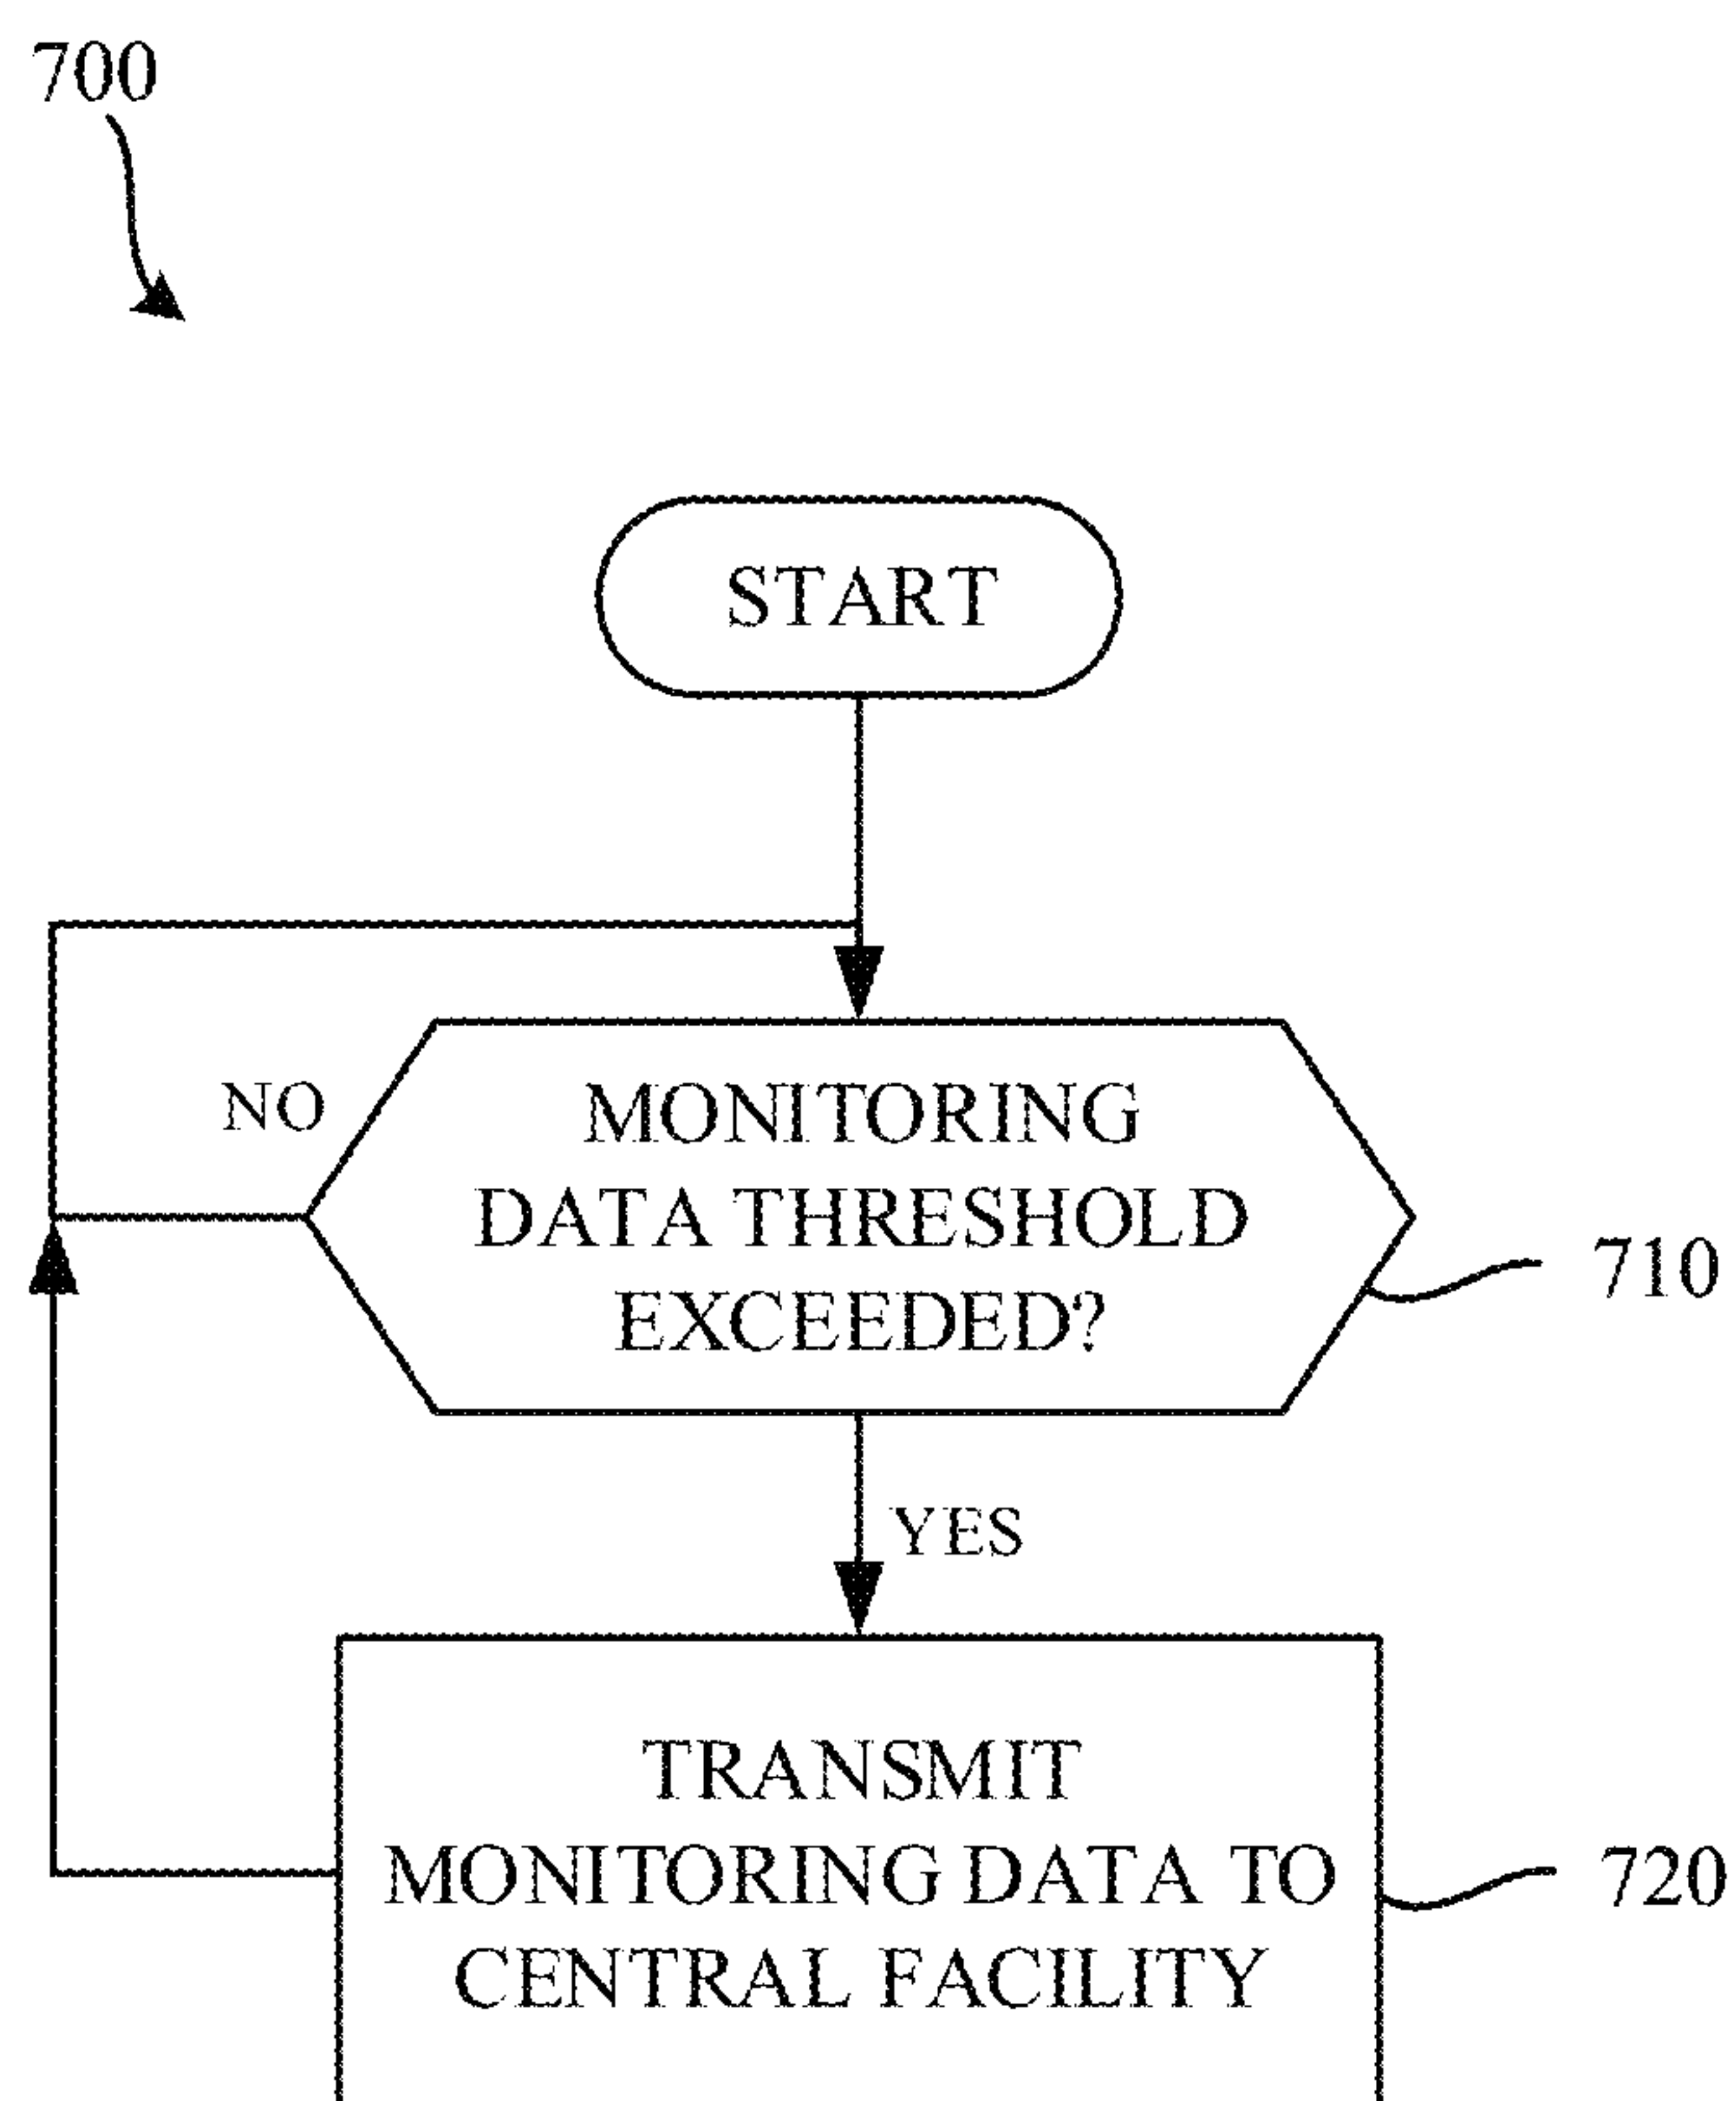 700
START
NO
MONITORING
DATA THRESHOLD
EXCEEDED?
710
YES
TRANSMIT
MONITORING DATA TO
CENTRAL FACILITY
720